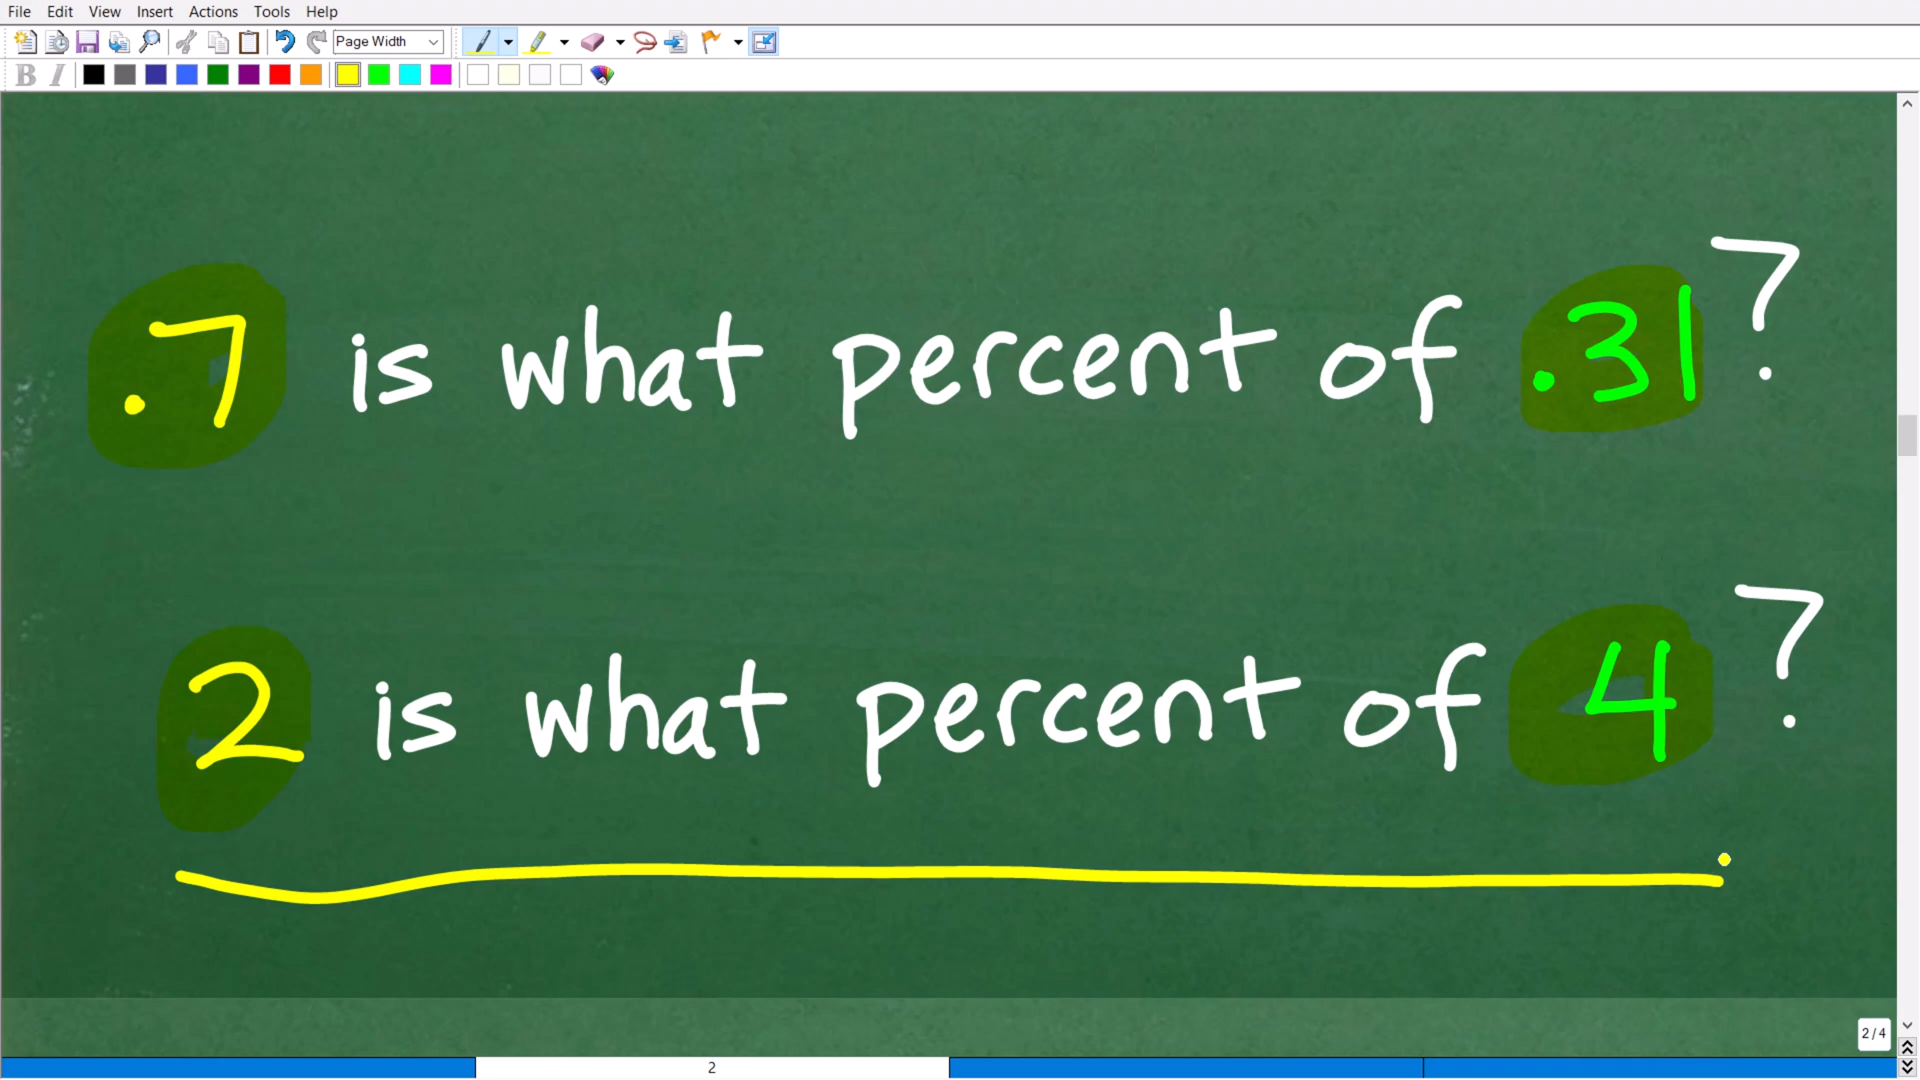 File Edit View Insert Actions Tools Help
Page Width
B I
.7 is what percent of .31?
2 is what percent of 4?
2/4
2